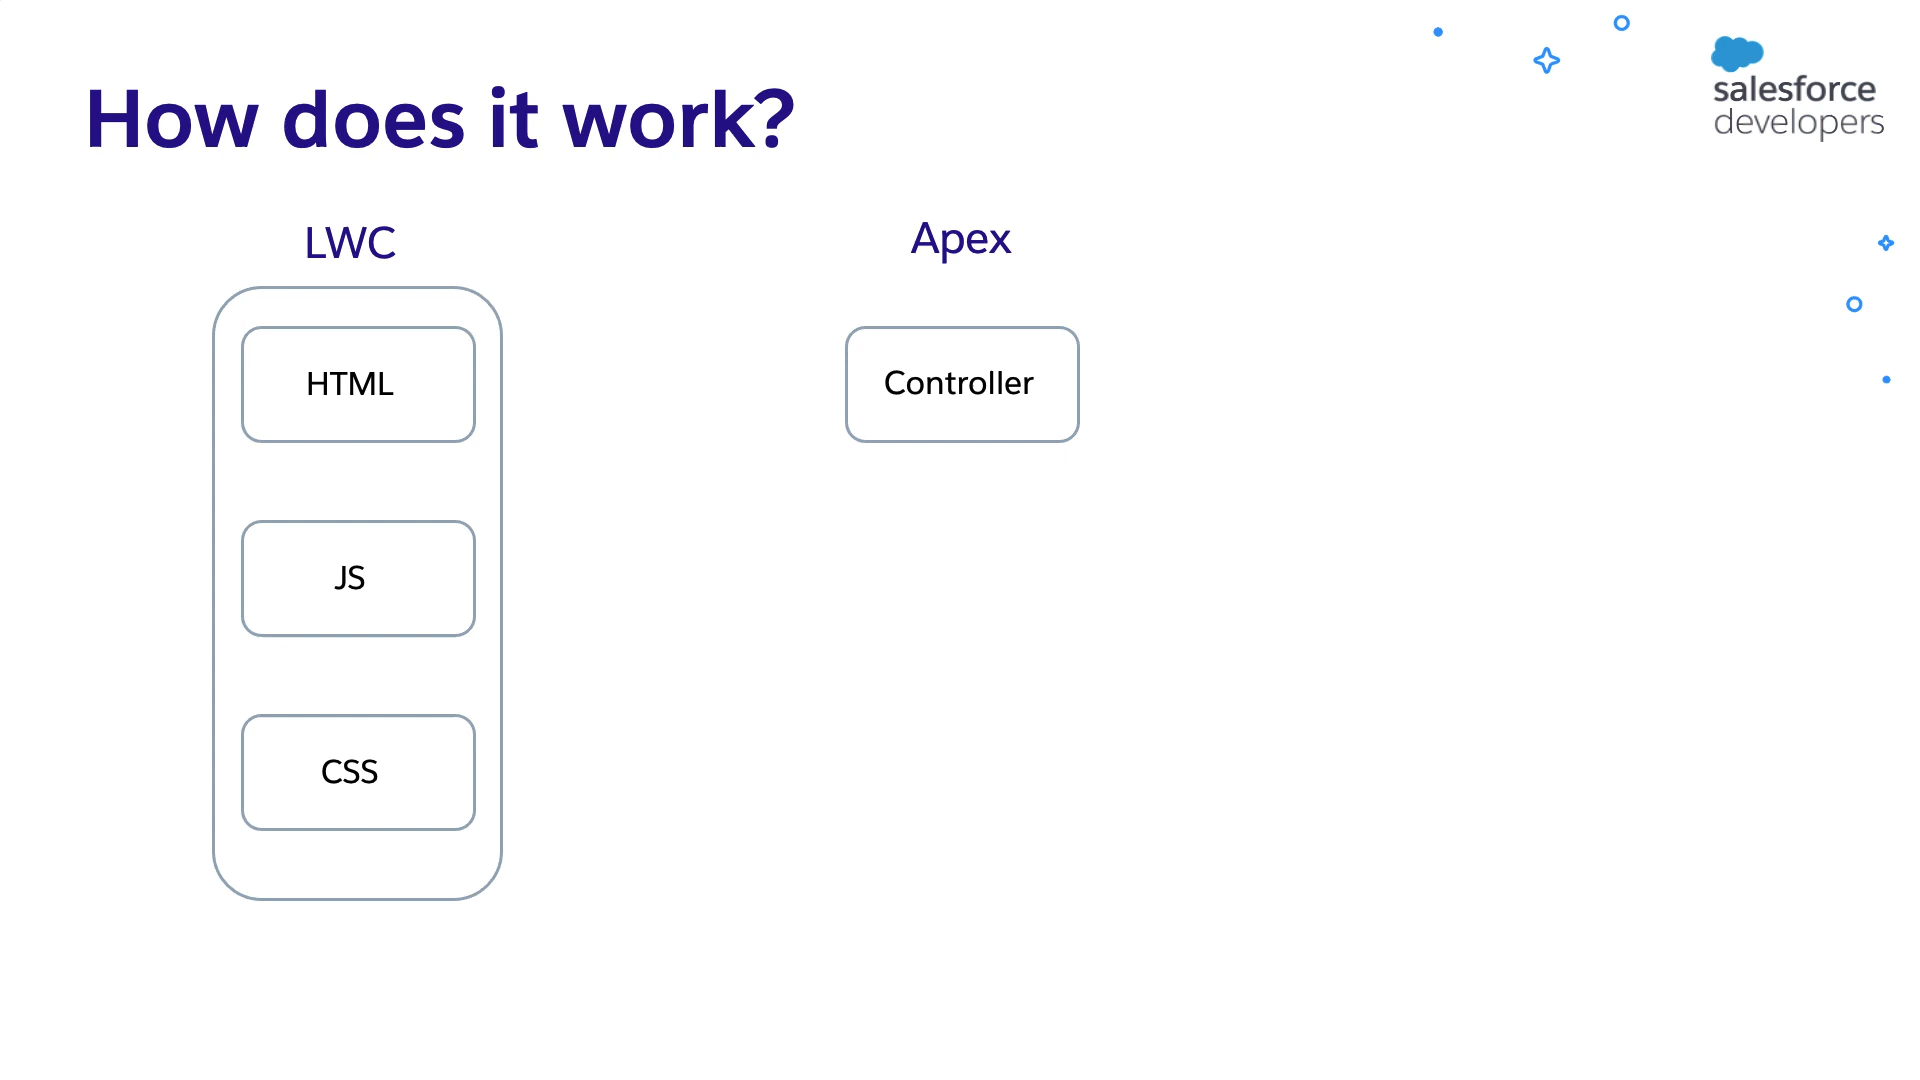 How does it work?
salesforce
developers
LWC
Apex
HTML
Controller
JS
CSS